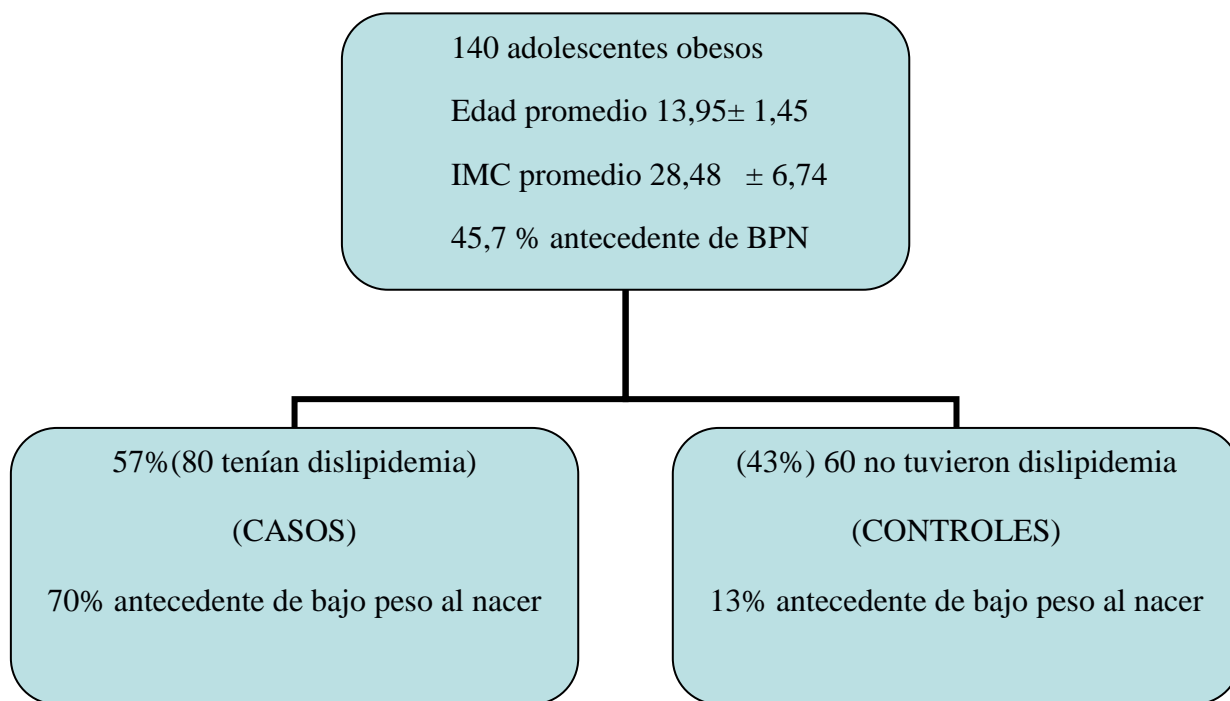 140 adolescentes obesos
Edad promedio 13,95± 1,45
IMC promedio 28,48 ± 6,74
45,7 % antecedente de BPN
57%(80 tenían dislipidemia)
(CASOS)
70% antecedente de bajo peso al nacer
(43%) 60 no tuvieron dislipidemia
(CONTROLES)
13% antecedente de bajo peso al nacer